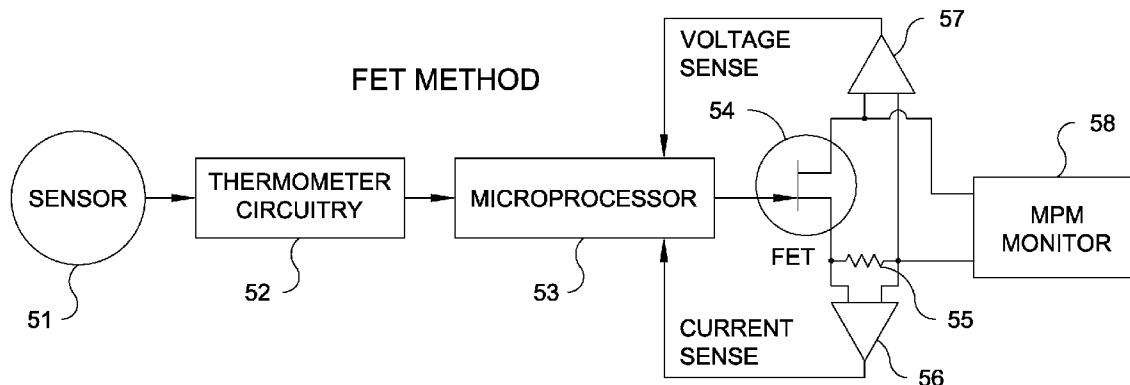 FET METHOD
VOLTAGE
SENSE
57
54
58
SENSOR
THERMOMETER
CIRCUITRY
MICROPROCESSOR
MPM
MONITOR
FET
51
52
53
55
CURRENT
SENSE
56